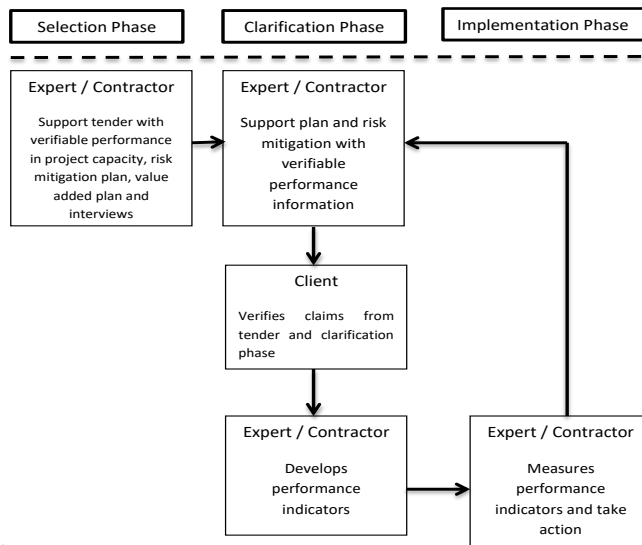 Selection Phase
Clarification Phase
Implementation Phase
Expert / Contractor
Support tender with
verifiable performance
in project capacity, risk
mitigation plan, value
added plan and
interviews
Expert / Contractor
Support plan and risk
mitigation with
verifiable
performance
information
Client
Verifies claims from
tender and clarification
phase
Expert / Contractor
Develops
performance
indicators
Expert / Contractor
Measures
performance
indicators and take
action